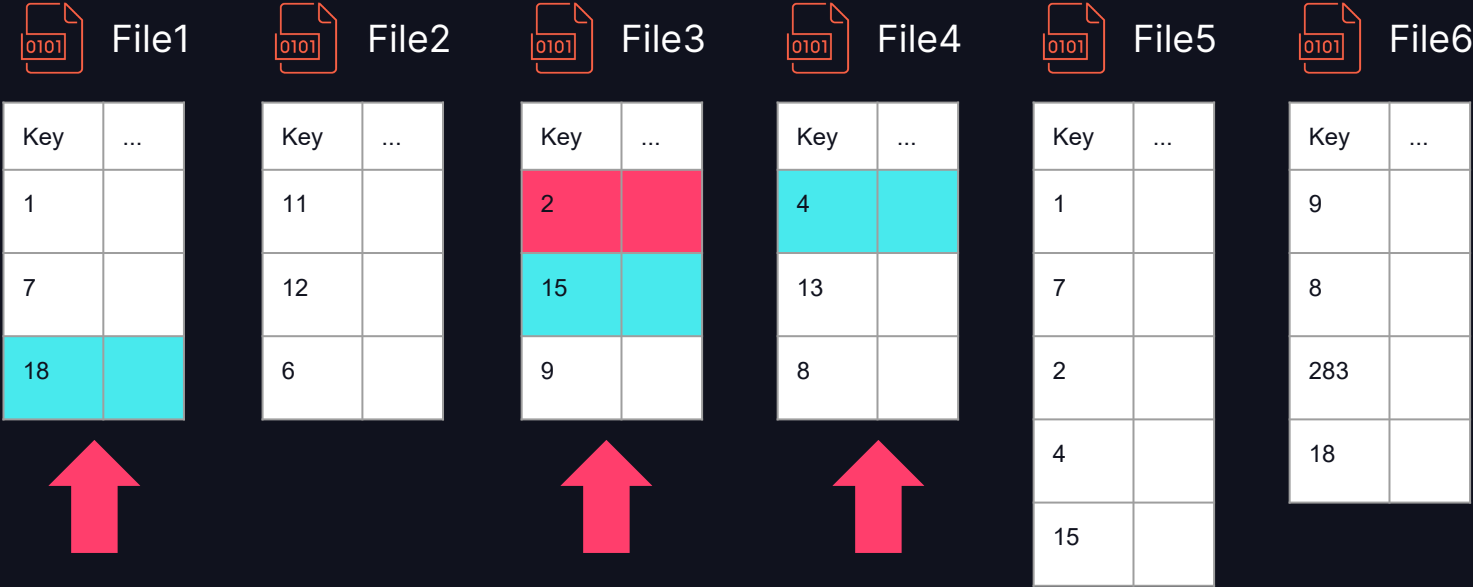 0101 File1 0101 File2 0101 File3 0101 File4 0101 File5 0101 File6
Key ... Key ... Key ... Key ... Key ... Key ...
1 11 2 4 1 9
7 12 15 13 7 8
18 6 9 8 2 283
4 18
15